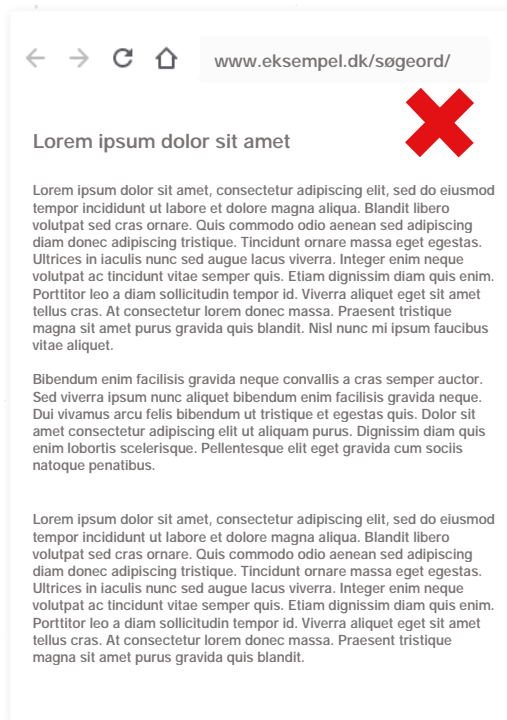 www.eksempel.dk/søgeord/
Lorem ipsum dolor sit amet
Lorem ipsum dolor sit amet, consectetur adipiscing elit, sed do eiusmod
tempor incididunt ut labore et dolore magna aliqua. Blandit libero
volutpat sed cras ornare. Quis commodo odio aenean sed adipiscing
diam donec adipiscing tristique. Tincidunt ornare massa eget egestas.
Ultrices in iaculis nunc sed augue lacus viverra. Integer enim neque
volutpat ac tincidunt vitae semper quis. Etiam dignissim diam quis enim.
Porttitor leo a diam sollicitudin tempor id. Viverra aliquet eget sit amet
tellus cras. At consectetur lorem donec massa. Praesent tristique
magna sit amet purus gravida quis blandit. Nisl nunc mi ipsum faucibus
vitae aliquet.
Bibendum enim facilisis gravida neque convallis a cras semper auctor.
Sed viverra ipsum nunc aliquet bibendum enim facilisis gravida neque.
Dui vivamus arcu felis bibendum ut tristique et egestas quis. Dolor sit
amet consectetur adipiscing elit ut aliquam purus. Dignissim diam quis
enim lobortis scelerisque. Pellentesque elit eget gravida cum sociis
natoque penatibus.
Lorem ipsum dolor sit amet, consectetur adipiscing elit, sed do eiusmod
tempor incididunt ut labore et dolore magna aliqua. Blandit libero
volutpat sed cras ornare. Quis commodo odio aenean sed adipiscing
diam donec adipiscing tristique. Tincidunt ornare massa eget egestas.
Ultrices in iaculis nunc sed augue lacus viverra. Integer enim neque
volutpat ac tincidunt vitae semper quis. Etiam dignissim diam quis enim.
Porttitor leo a diam sollicitudin tempor id. Viverra aliquet eget sit amet
tellus cras. At consectetur lorem donec massa. Praesent tristique
magna sit amet purus gravida quis blandit.